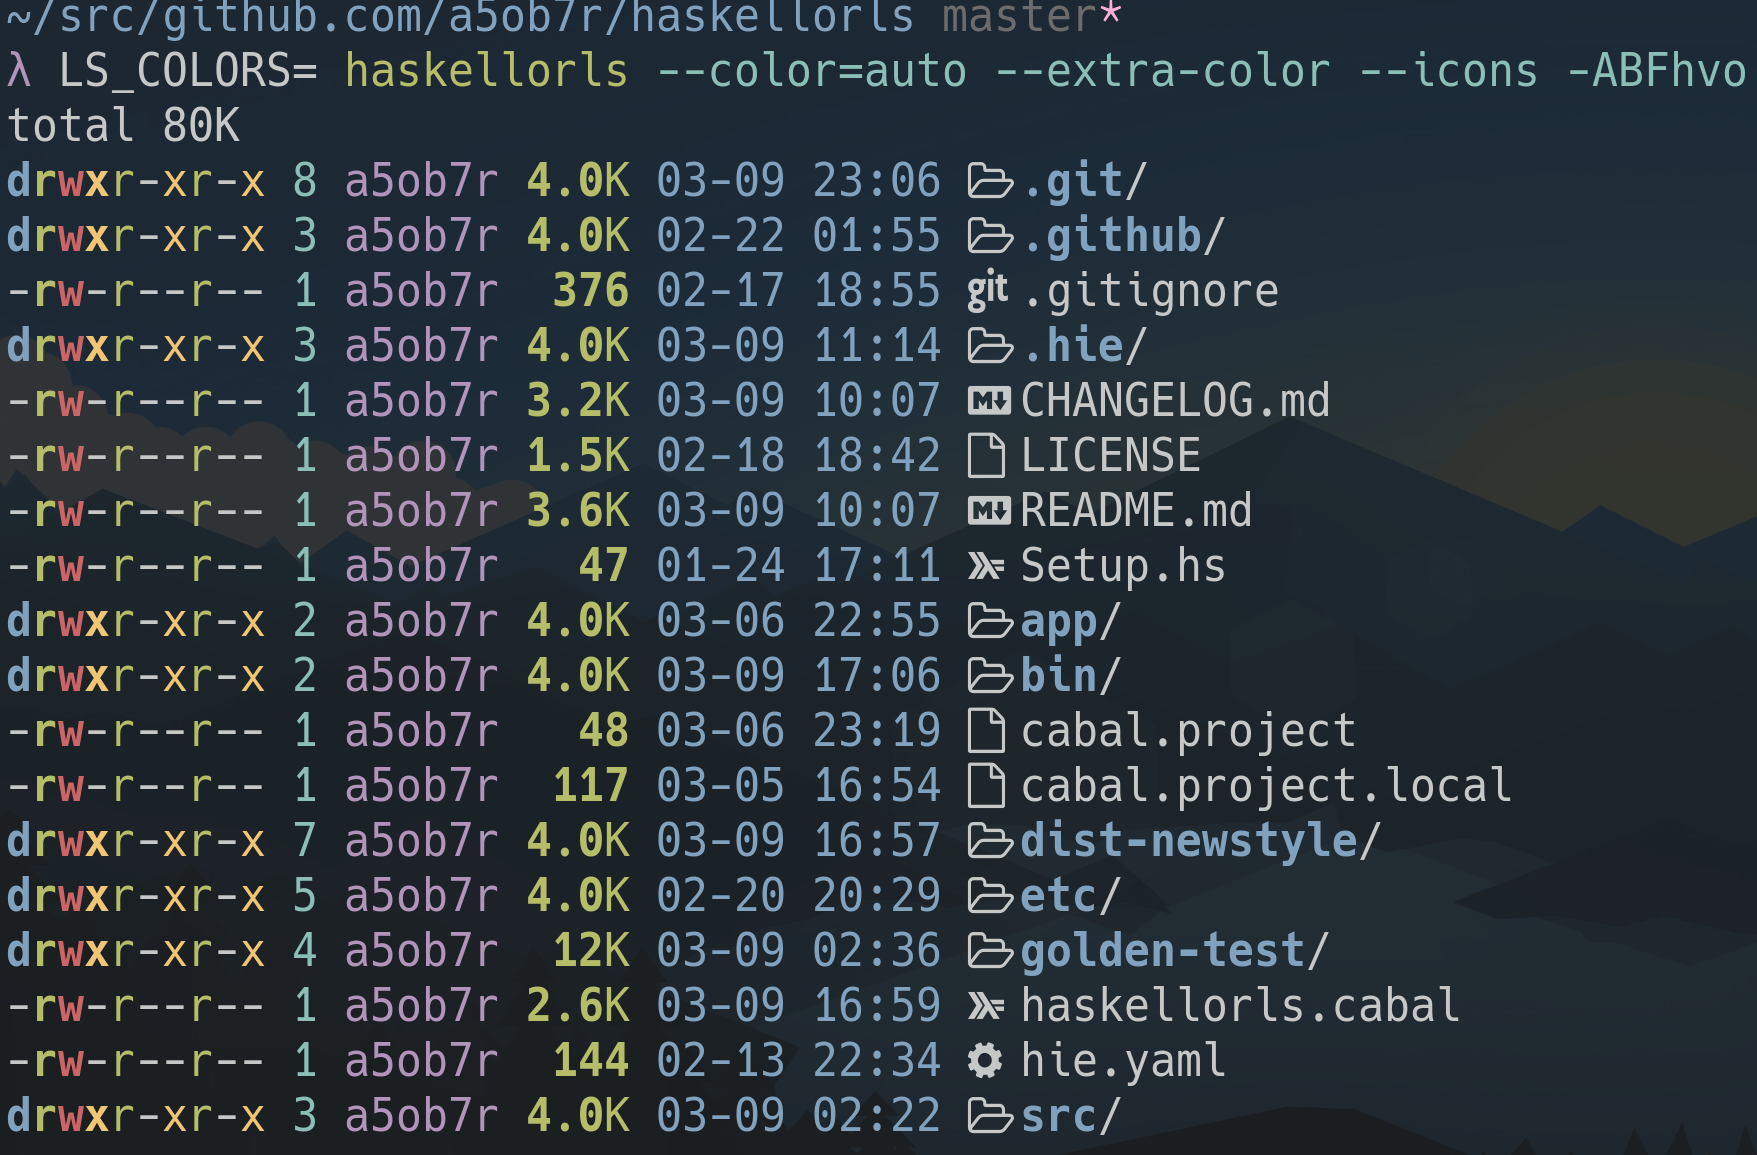 ~/src/github.com/a5ob7r/haskellorls master*
λ LS_COLORS= haskellorls --color=auto --extra-color --icons -ABFhvo
total 80K
drwxr-xr-x 8 a5ob7r 4.0K 03-09 23:06 .git/
drwxr-xr-x 3 a5ob7r 4.0K 02-22 01:55 .github/
-rw-r--r-- 1 a5ob7r  376 02-17 18:55 git .gitignore
drwxr-xr-x 3 a5ob7r 4.0K 03-09 11:14 .hie/
-rw-r--r-- 1 a5ob7r 3.2K 03-09 10:07 CHANGELOG.md
-rw-r--r-- 1 a5ob7r 1.5K 02-18 18:42 LICENSE
-rw-r--r-- 1 a5ob7r 3.6K 03-09 10:07 README.md
-rw-r--r-- 1 a5ob7r   47 01-24 17:11 Setup.hs
drwxr-xr-x 2 a5ob7r 4.0K 03-06 22:55 app/
drwxr-xr-x 2 a5ob7r 4.0K 03-09 17:06 bin/
-rw-r--r-- 1 a5ob7r   48 03-06 23:19 cabal.project
-rw-r--r-- 1 a5ob7r  117 03-05 16:54 cabal.project.local
drwxr-xr-x 7 a5ob7r 4.0K 03-09 16:57 dist-newstyle/
drwxr-xr-x 5 a5ob7r 4.0K 02-20 20:29 etc/
drwxr-xr-x 4 a5ob7r  12K 03-09 02:36 golden-test/
-rw-r--r-- 1 a5ob7r 2.6K 03-09 16:59 haskellorls.cabal
-rw-r--r-- 1 a5ob7r  144 02-13 22:34 hie.yaml
drwxr-xr-x 3 a5ob7r 4.0K 03-09 02:22 src/